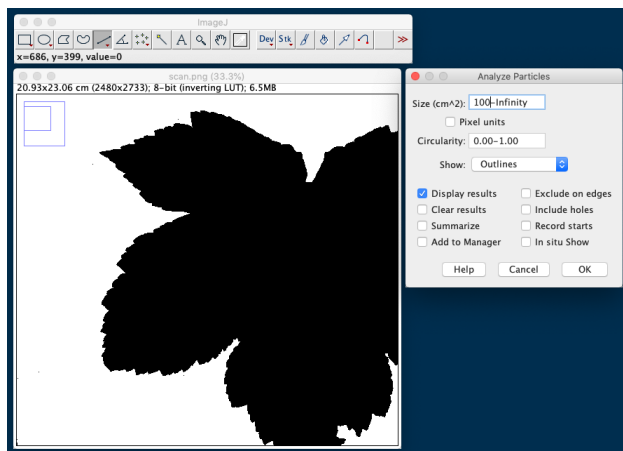 ImageJ
A
Dev Stk
>>
x=686, y=399, value=0
scan.png (33.3%)
20.93x23.06 cm (2480x2733); 8-bit (inverting LUT); 6.5MB
Analyze Particles
Size (cm^2): 100-Infinity
Pixel units
Circularity: 0.00-1.00
Show: Outlines
Display results Exclude on edges
Clear results Include holes
Summarize Record starts
Add to Manager In situ Show
Help Cancel OK